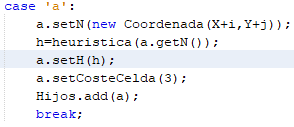 case 'a':
a.setN(new Coordenada(X+i,Y+j));
h=heuristica(a.getN());
a.setH(h);
a.setCosteCelda(3);
Hijos.add(a);
break;